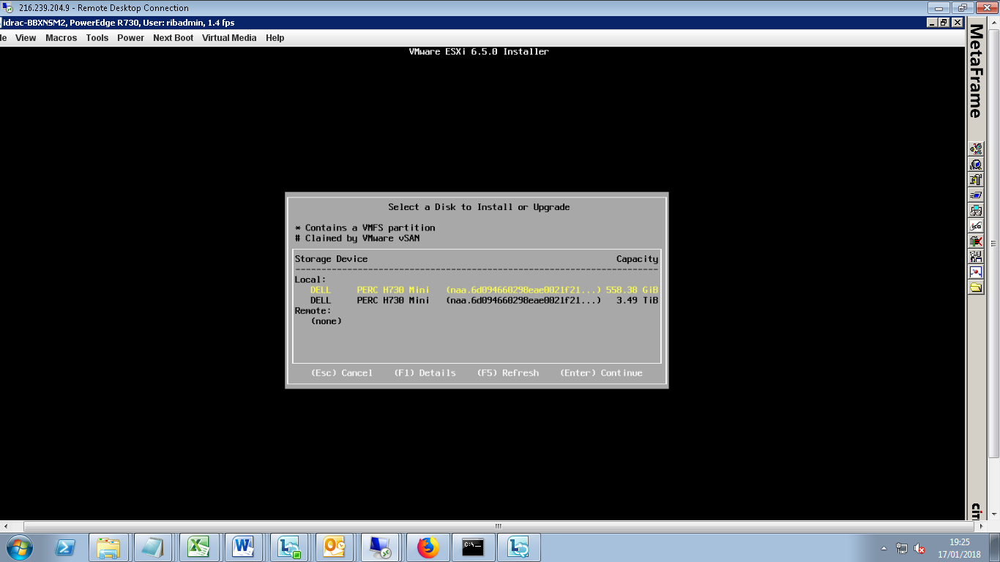 216.239.204.9 - Remote Desktop Connection
idrac-BBXNSM2, PowerEdge R730, User: ribadmin, 1.4 fps
le View Macros Tools Power Next Boot Virtual Media Help
VMware ESXi 6.5.0 Installer
Select a Disk to Install or Upgrade
* Contains a VMFS partition
# Claimed by VMware vSAN
Storage Device Capacity
Local:
DELL PERC H730 Mini (naa.6d094660298eae0021f21...) 558.38 GiB
DELL PERC H730 Mini (naa.6d094660298eae0021f21...) 3.49 TiB
Remote:
(none)
(Esc) Cancel (F1) Details (F5) Refresh (Enter) Continue
MetaFrame
ica
19:25
17/01/2018